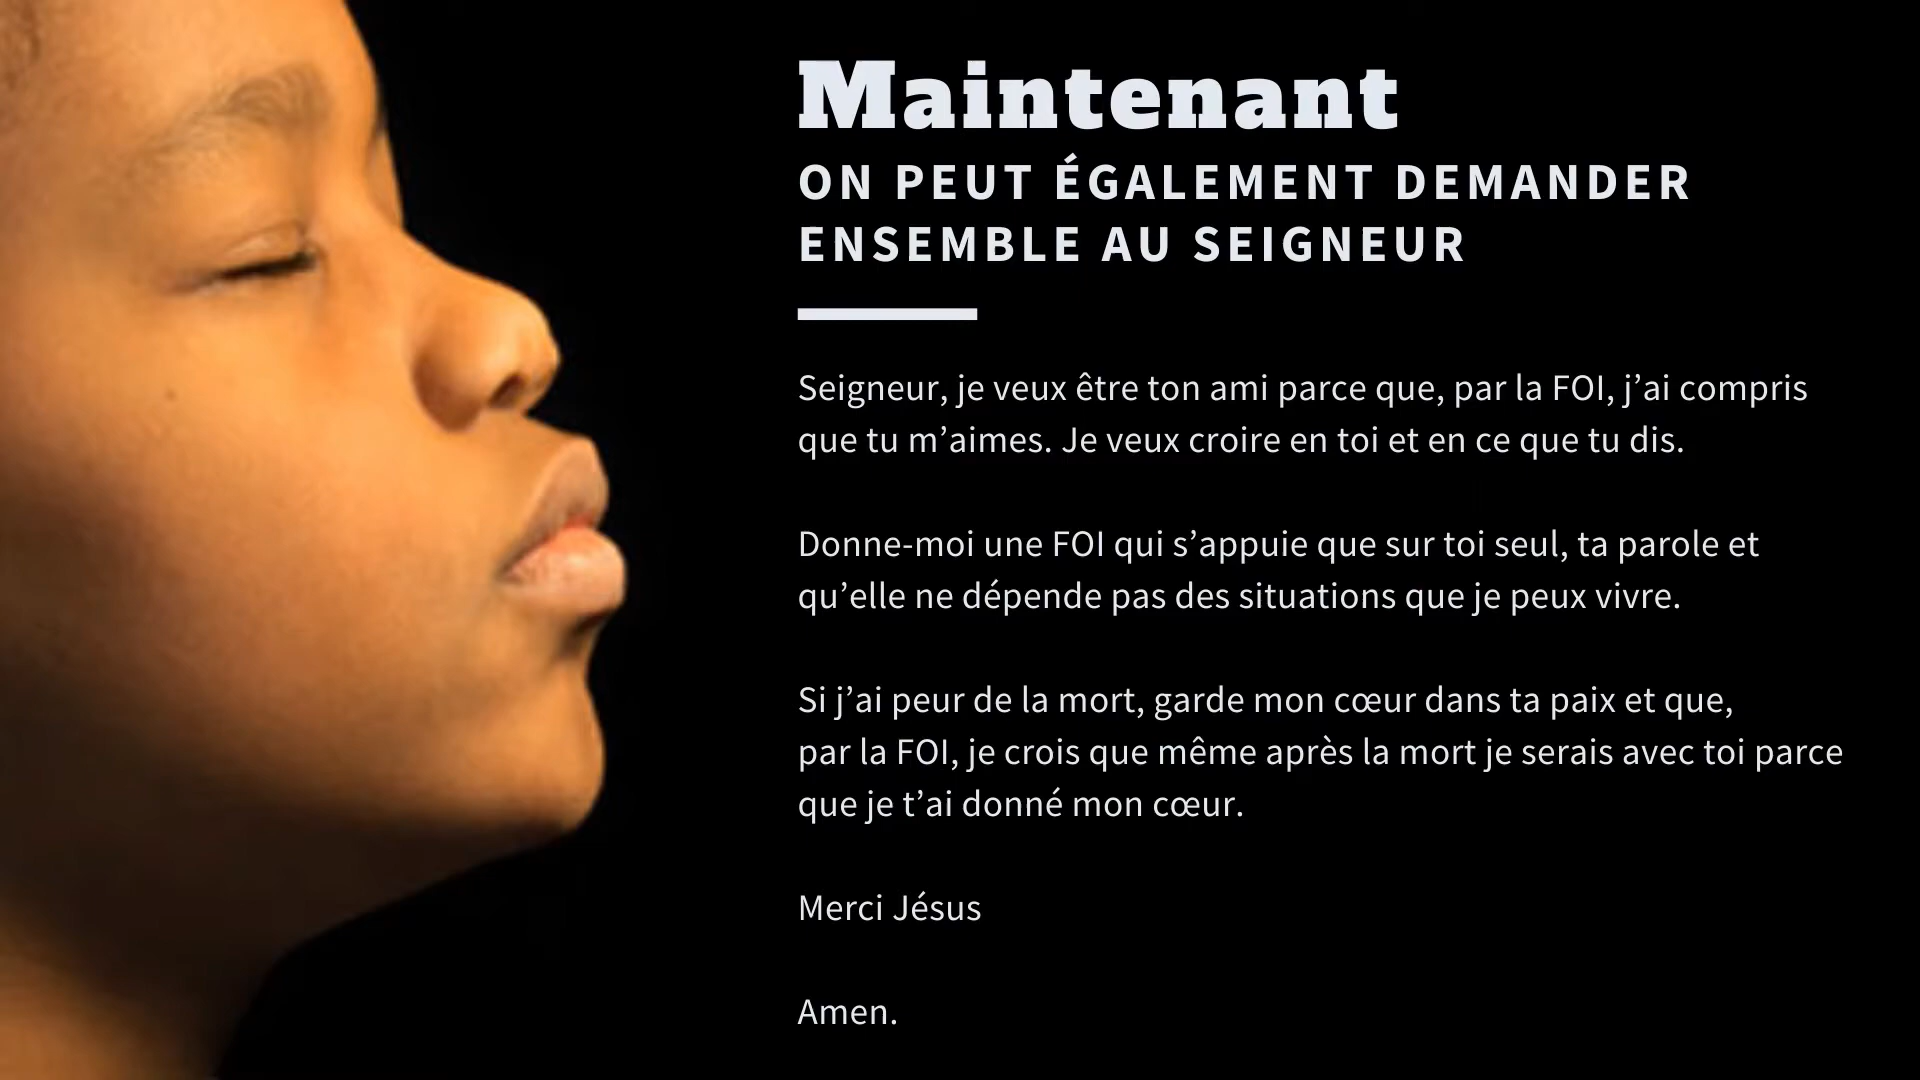 Maintenant
ON PEUT ÉGALEMENT DEMANDER
ENSEMBLE AU SEIGNEUR
Seigneur, je veux être ton ami parce que, par la FOI, j’ai compris
que tu m’aimes. Je veux croire en toi et en ce que tu dis.
Donne-moi une FOI qui s’appuie que sur toi seul, ta parole et
qu’elle ne dépende pas des situations que je peux vivre.
Si j’ai peur de la mort, garde mon cœur dans ta paix et que,
par la FOI, je crois que même après la mort je serais avec toi parce
que je t’ai donné mon cœur.
Merci Jésus
Amen.